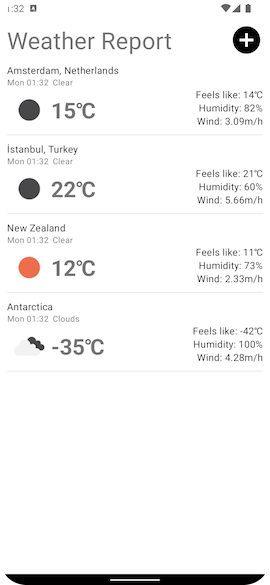 1:32
Weather Report
Amsterdam, Netherlands
Mon 01:32 Clear
15°C
Feels like: 14°C
Humidity: 82%
Wind: 3.09m/h
İstanbul, Turkey
Mon 01:32 Clear
22°C
Feels like: 21°C
Humidity: 60%
Wind: 5.66m/h
New Zealand
Mon 01:32 Clear
12°C
Feels like: 11°C
Humidity: 73%
Wind: 2.33m/h
Antarctica
Mon 01:32 Clouds
-35°C
Feels like: -42°C
Humidity: 100%
Wind: 4.28m/h